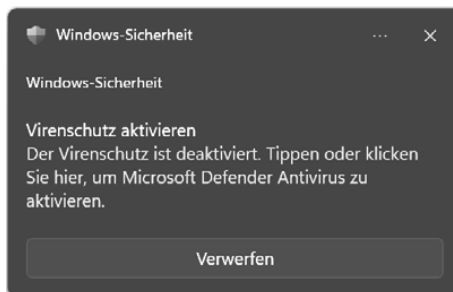 Windows-Sicherheit
Windows-Sicherheit
Virenschutz aktivieren
Der Virenschutz ist deaktiviert. Tippen oder klicken
Sie hier, um Microsoft Defender Antivirus zu
aktivieren.
Verwerfen